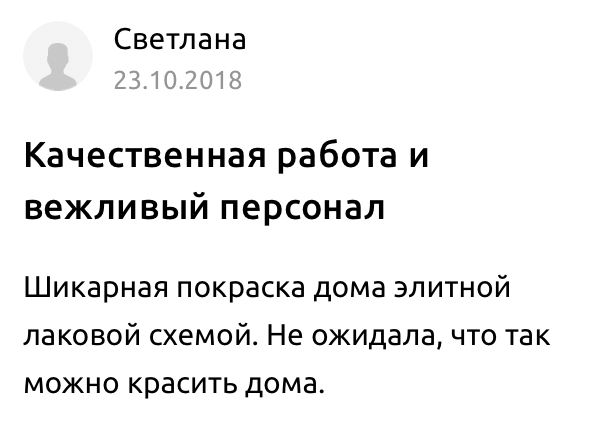 Светлана
23.10.2018
Качественная работа и
вежливый персонал
Шикарная покраска дома элитной
лаковой схемой. Не ожидала, что так
можно красить дома.